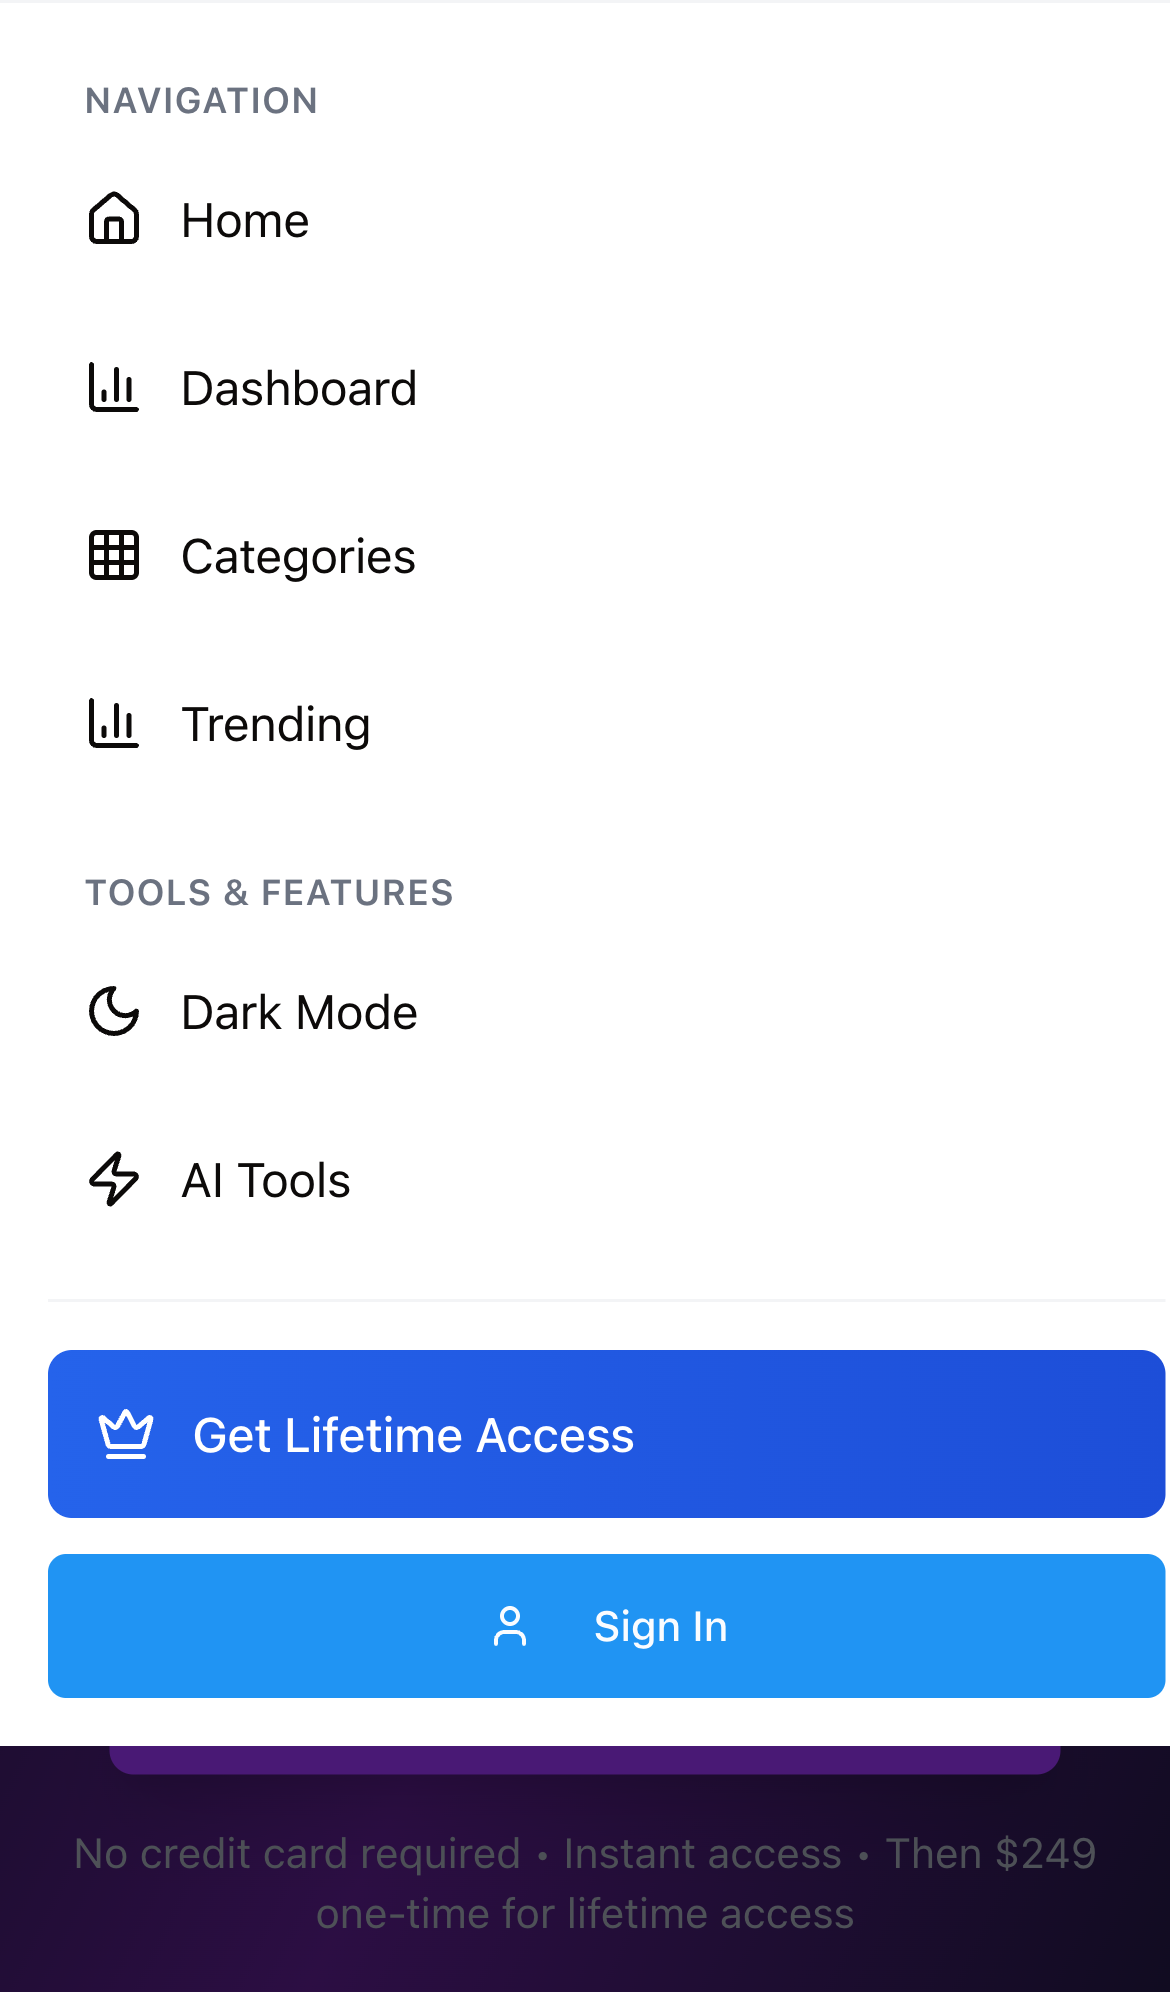 NAVIGATION
Home
Dashboard
Categories
Trending
TOOLS & FEATURES
Dark Mode
AI Tools
Get Lifetime Access
Sign In
No credit card required • Instant access • Then $249
one-time for lifetime access